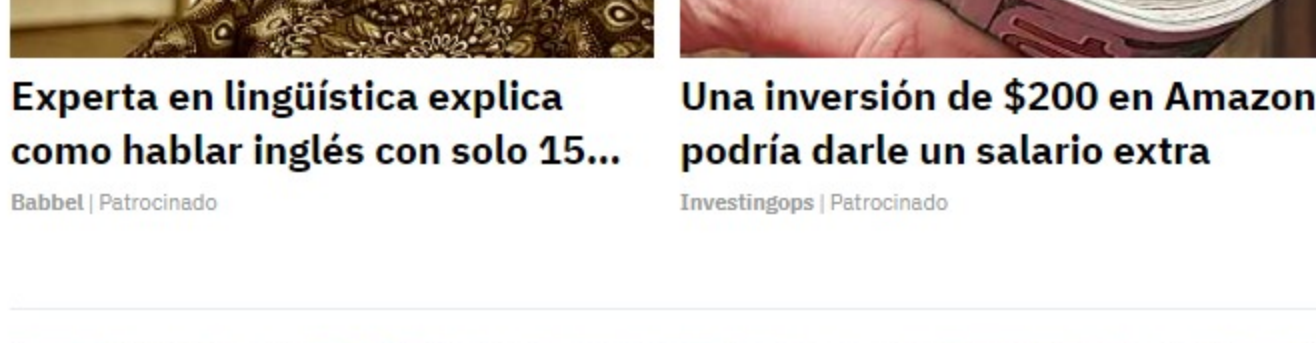 Experta en lingüística explica
como hablar inglés con solo 15...
Babbel | Patrocinado
Una inversión de $200 en Amazon
podría darle un salario extra
Investingops | Patrocinado